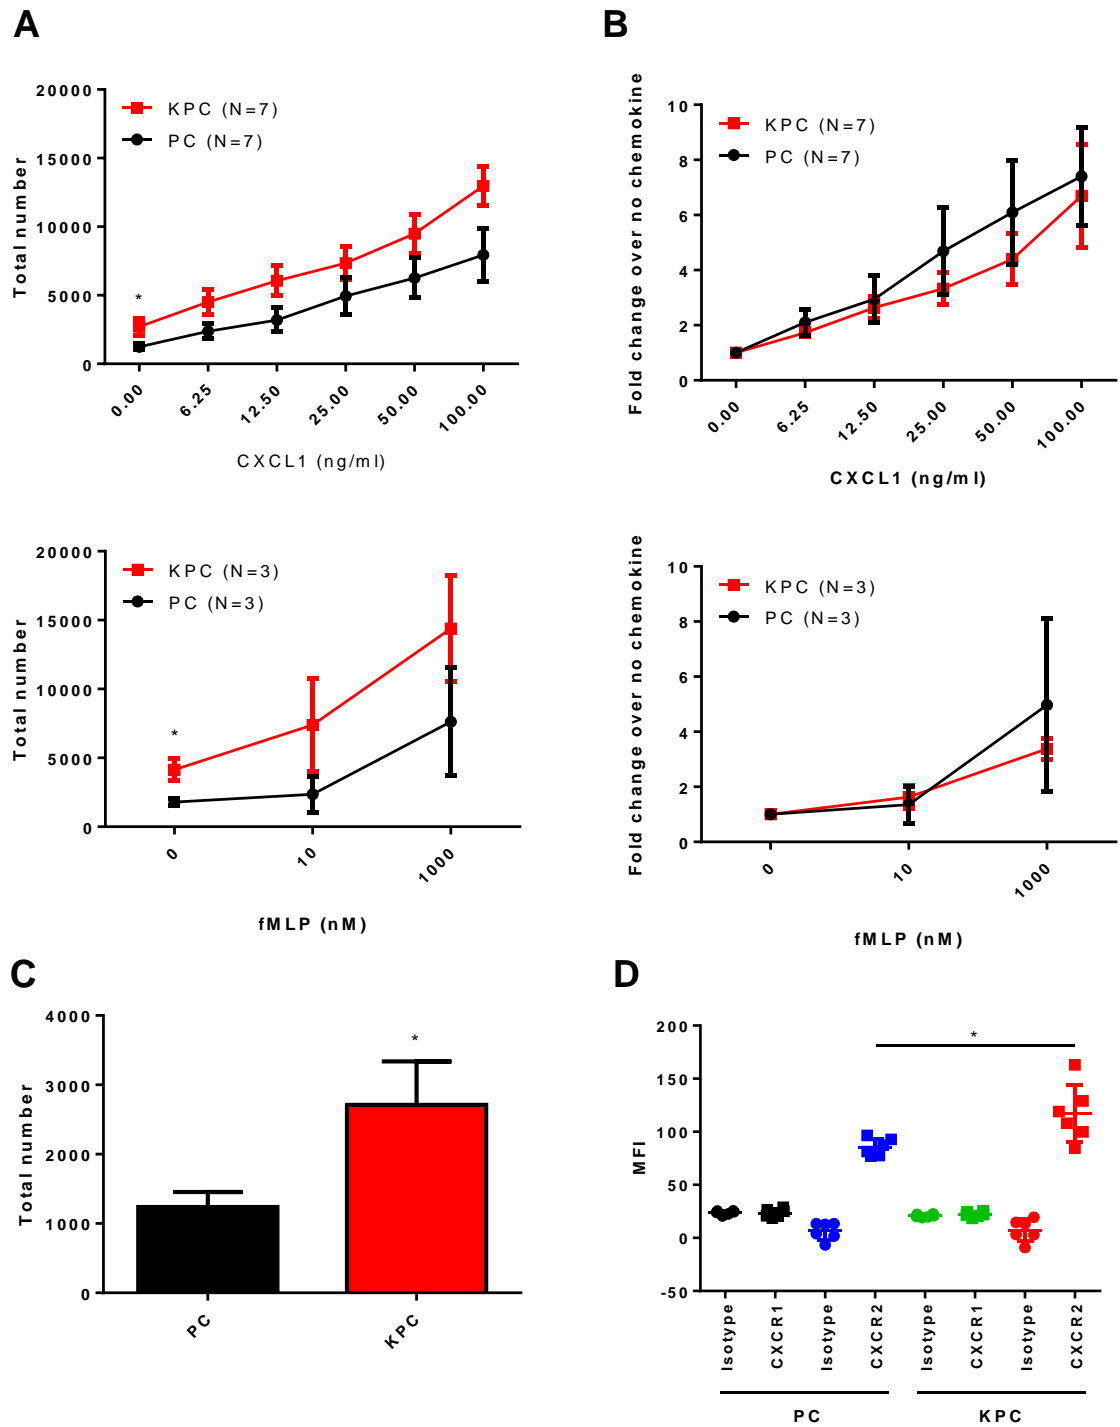 A
Total number
20000
15000
10000
5000
0
KPC (N=7)
PC (N=7)
*
0.00
6.25
12.50
25.00
50.00
100.00
CXCL1 (ng/ml)
B
Fold change over no chemokine
10
8
6
4
2
0
KPC (N=7)
PC (N=7)
0.00
6.25
12.50
25.00
50.00
100.00
CXCL1 (ng/ml)
Total number
20000
15000
10000
5000
0
KPC (N=3)
PC (N=3)
*
0
10
1000
fMLP (nM)
Fold change over no chemokine
10
8
6
4
2
0
KPC (N=3)
PC (N=3)
0
10
1000
fMLP (nM)
C
Total number
4000
3000
2000
1000
0
*
PC
KPC
D
MFI
200
150
100
50
0
-50
*
Isotype
CXCR1
Isotype
CXCR2
Isotype
CXCR1
Isotype
CXCR2
PC
KPC